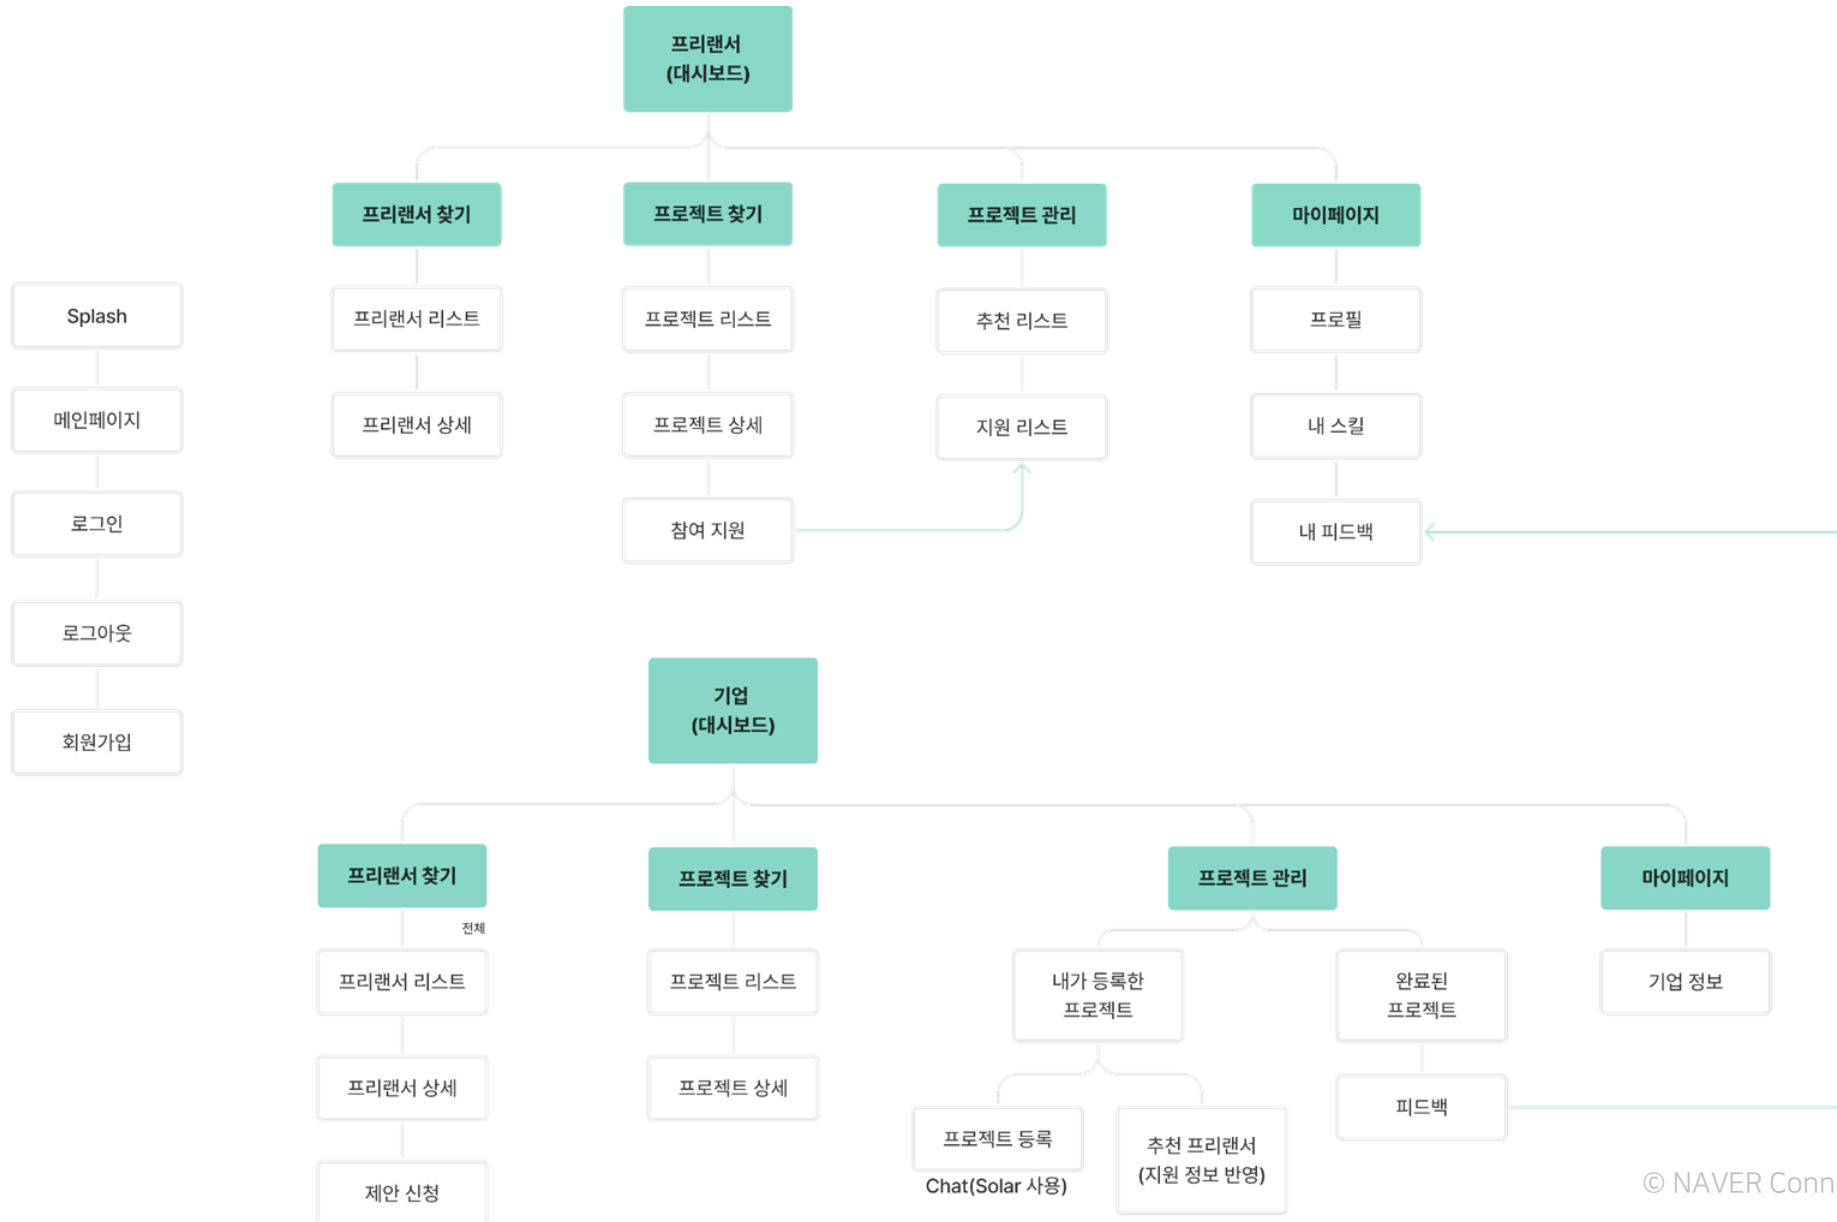 프리랜서
(대시보드)
프리랜서 찾기
프로젝트 찾기
프로젝트 관리
마이페이지
프리랜서 리스트
프로젝트 리스트
추천 리스트
프로필
프리랜서 상세
프로젝트 상세
지원 리스트
내 스킬
참여 지원
내 피드백
Splash
메인페이지
로그인
로그아웃
회원가입
기업
(대시보드)
프리랜서 찾기
프로젝트 찾기
프로젝트 관리
마이페이지
전체
프리랜서 리스트
프로젝트 리스트
내가 등록한
프로젝트
완료된
프로젝트
기업 정보
프리랜서 상세
프로젝트 상세
프로젝트 등록
Chat(Solar 사용)
추천 프리랜서
(지원 정보 반영)
피드백
제안 신청
© NAVER Conn